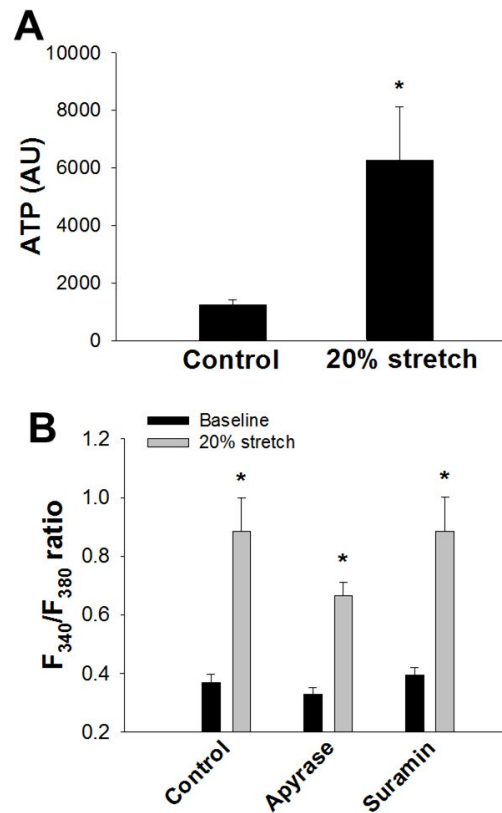 A
10000
8000
6000
4000
2000
0
ATP (AU)
*
Control 20% stretch
B
Baseline
20% stretch
1.2
1.0
0.8
0.6
0.4
0.2
F340/F380 ratio
* * *
Control Apyrase Suramin